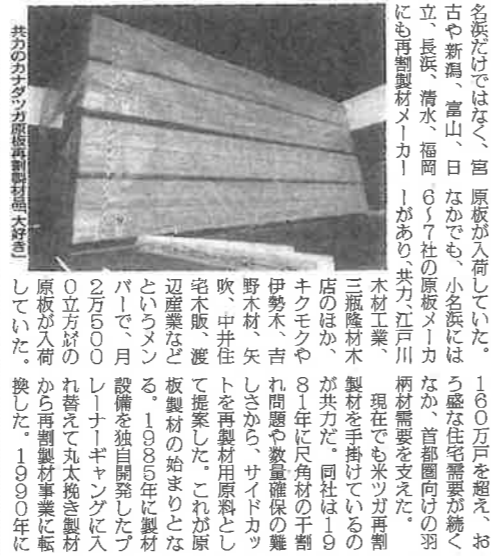 名浜だけではなく、宮
古や新潟、富山、日
立、長浜、清水、福岡
にも再割製材メーカー
共力のカナダツガ原板再割製材品「大好き」
原板が入荷していた。
なかでも、小名浜には
6〜7社の原板メーカ
ーがあり、共力、江戸川
木材工業、
三瓶隆材木
店のほか、
キクモクや
伊勢木、吉
野木材、矢
吹、中井住
宅木販、渡
辺産業など
というメン
バーで、月
2万500
0立方㍍の
原板が入荷
していた。
160万戸を超え、お
う盛な住宅需要が続く
なか、首都圏向けの羽
柄材需要を支えた。
現在でも米ツガ再割
製材を手掛けているの
が共力だ。同社は19
81年に尺角材の干割
れ問題や数量確保の難
しさから、サイドカッ
トを再製材用原料とし
て提案した。これが原
板製材の始まりとな
る。1985年に製材
設備を独自開発したプ
レーナーギャングに入
れ替えて丸太挽き製材
から再割製材事業に転
換した。1990年に